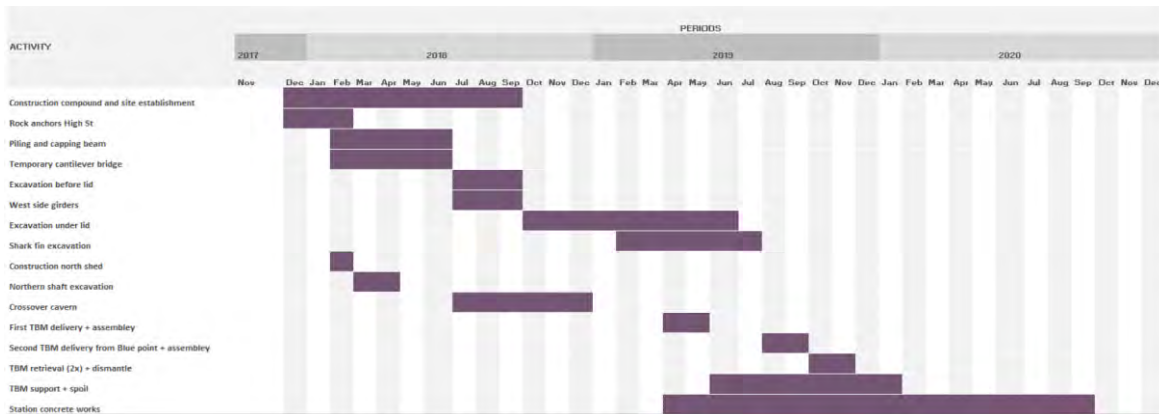 PERIODS
ACTIVITY
2017 2018 2019 2020
Nov Dec Jan Feb Mar Apr May Jun Jul Aug Sep Oct Nov Dec Jan Feb Mar Apr May Jun Jul Aug Sep Oct Nov Dec Jan Feb Mar Apr May Jun Jul Aug Sep Oct Nov Dec
Construction compound and site establishment
Rock anchors High St
Piling and capping beam
Temporary cantilever bridge
Excavation before lid
West side girders
Excavation under lid
Shark fin excavation
Construction north shed
Northern shaft excavation
Crossover cavern
First TBM delivery + assembley
Second TBM delivery from Blue point + assembley
TBM retrieval (2x) + dismantle
TBM support + spoil
Station concrete works